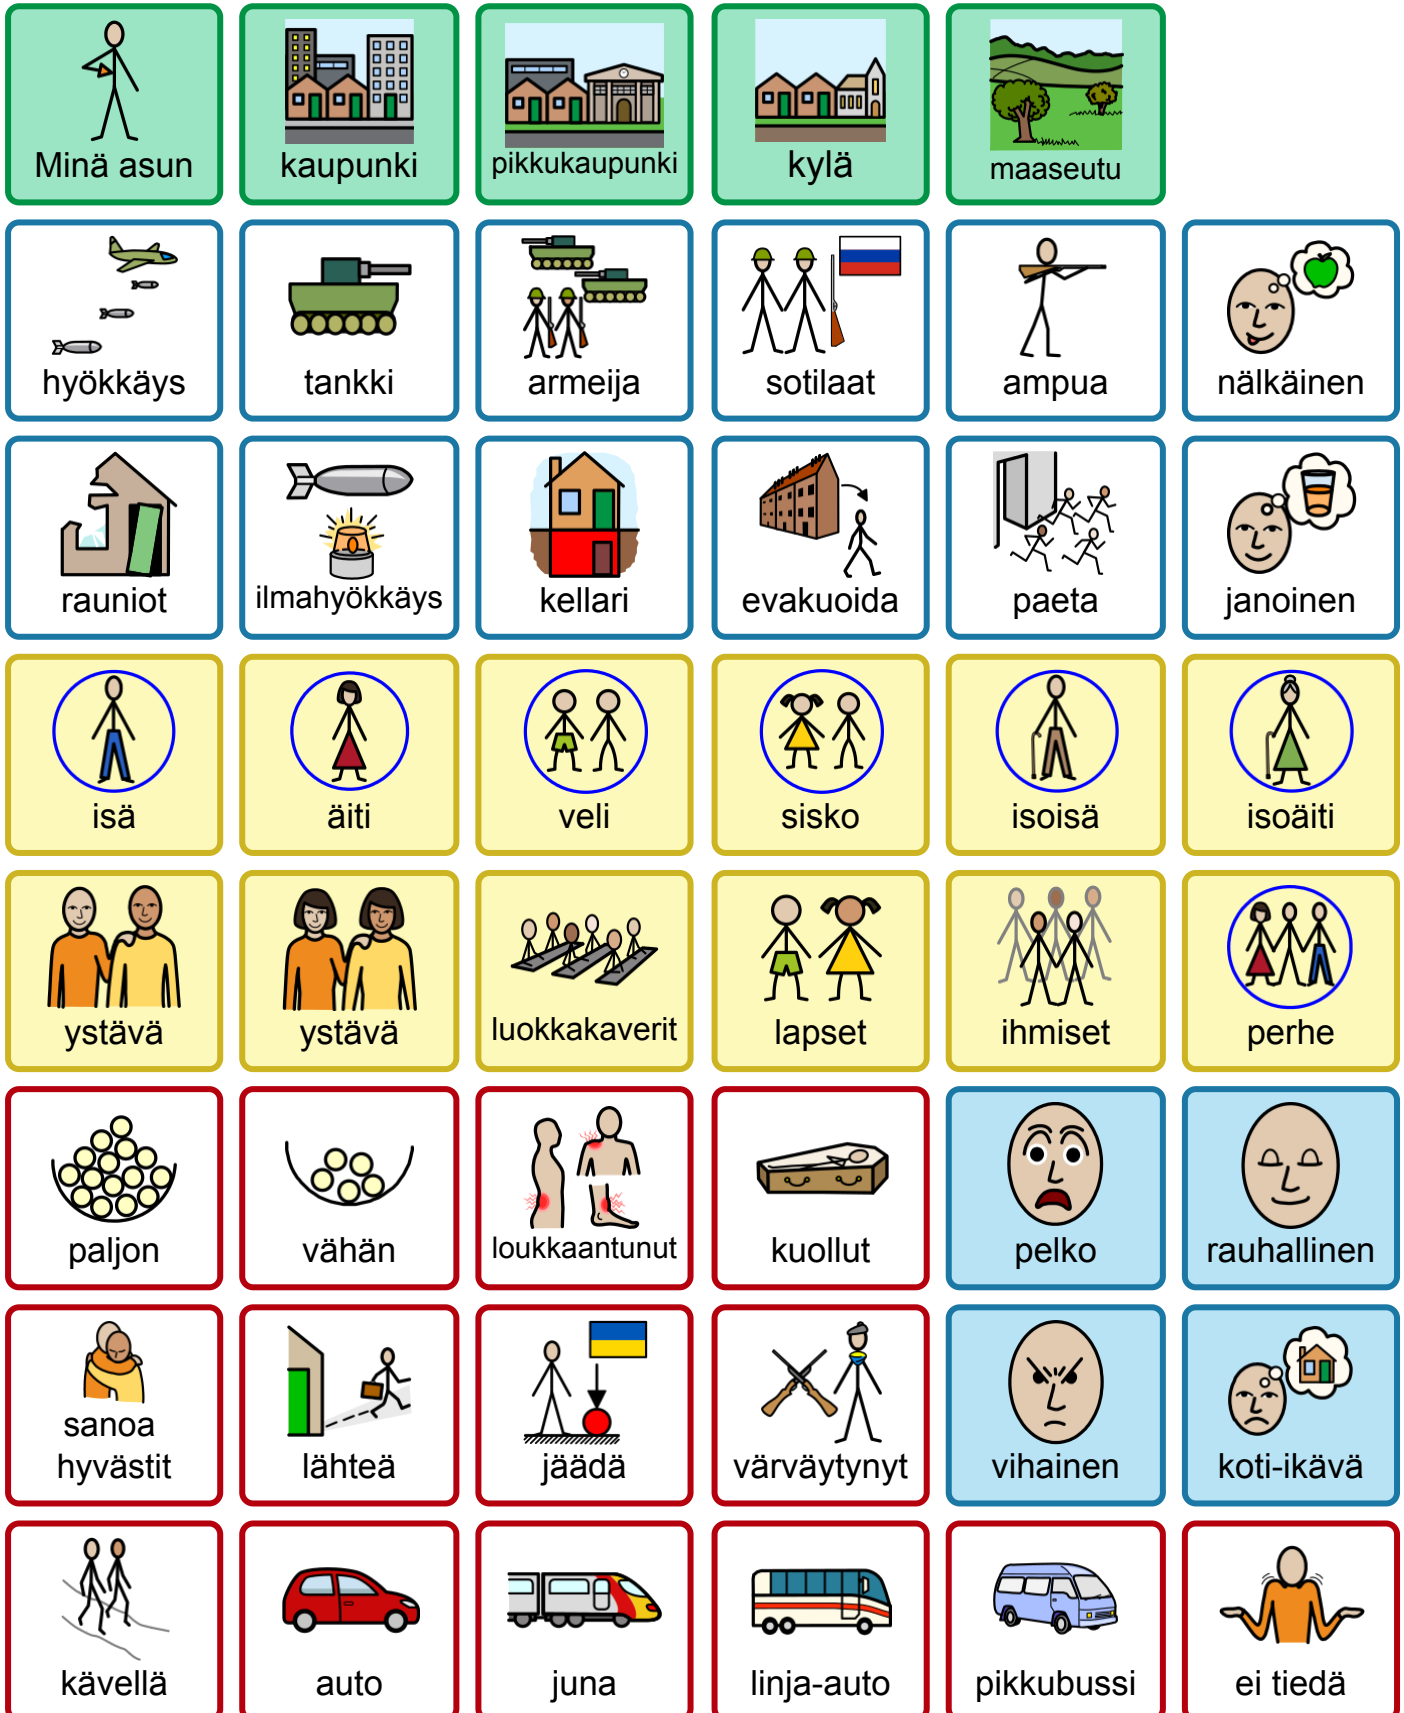 Minä asun
kaupunki
pikkukaupunki
kylä
maaseutu
hyökkäys
tankki
armeija
sotilaat
ampua
nälkäinen
rauniot
ilmahyökkäys
kellari
evakuoida
paeta
janoinen
isä
äiti
veli
sisko
isoisä
isoäiti
ystävä
ystävä
luokkakaverit
lapset
ihmiset
perhe
paljon
vähän
loukkaantunut
kuollut
pelko
rauhallinen
sanoa
hyvästit
lähteä
jäädä
värväytynyt
vihainen
koti-ikävä
kävellä
auto
juna
linja-auto
pikkubussi
ei tiedä